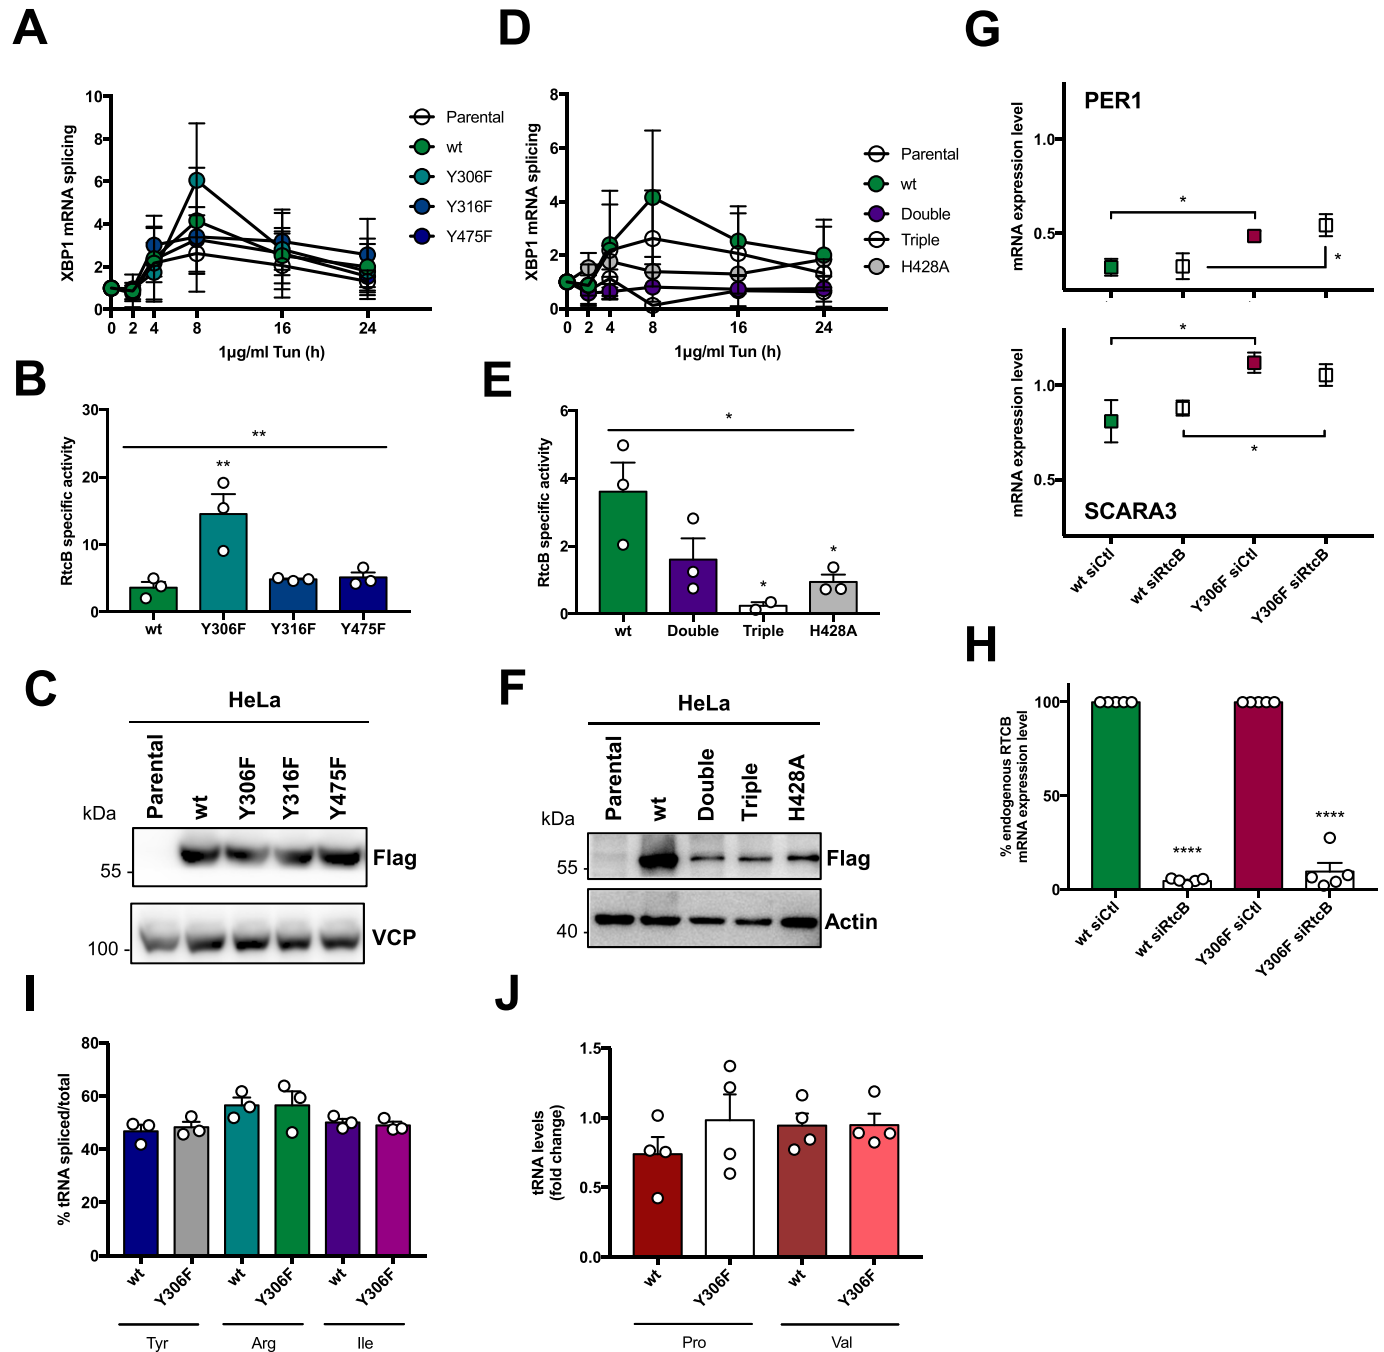 A
XBP1 mRNA splicing
10
8
6
4
2
0
0 2 4 8 16 24
1µg/ml Tun (h)
Parental
wt
Y306F
Y316F
Y475F
D
XBP1 mRNA splicing
8
6
4
2
0
0 2 4 8 16 24
1µg/ml Tun (h)
Parental
wt
Double
Triple
H428A
G
PER1
mRNA expression level
1.0
0.5
*
*
mRNA expression level
1.0
0.5
*
*
SCARA3
wt siCtl
wt siRtcB
Y306F siCtl
Y306F siRtcB
B
RtcB specific activity
30
20
10
0
**
**
wt Y306F Y316F Y475F
E
RtcB specific activity
6
4
2
0
*
*
*
wt Double Triple H428A
C
HeLa
Parental
wt
Y306F
Y316F
Y475F
kDa
55
Flag
100
VCP
F
HeLa
Parental
wt
Double
Triple
H428A
kDa
55
Flag
40
Actin
H
% endogenous RTCB
mRNA expression level
100
50
0
****
****
wt siCtl
wt siRtcB
Y306F siCtl
Y306F siRtcB
I
% tRNA spliced/total
80
60
40
20
0
wt
Y306F
wt
Y306F
wt
Y306F
Tyr Arg Ile
J
tRNA levels
(fold change)
1.5
1.0
0.5
0.0
wt
Y306F
wt
Y306F
Pro Val